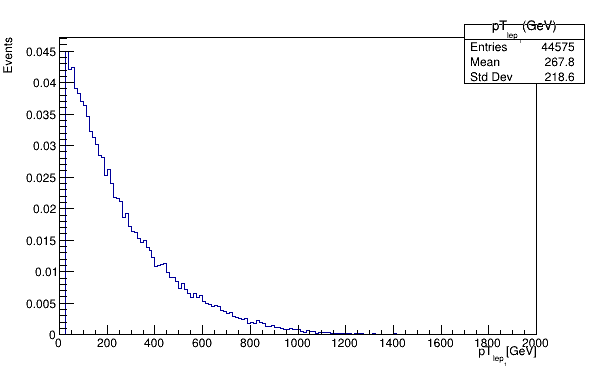 pT_lep_1 (GeV)
Entries 44575
Mean 267.8
Std Dev 218.6
Events
0.045
0.04
0.035
0.03
0.025
0.02
0.015
0.01
0.005
0
0 200 400 600 800 1000 1200 1400 1600 1800 2000
pT_lep_1[GeV]